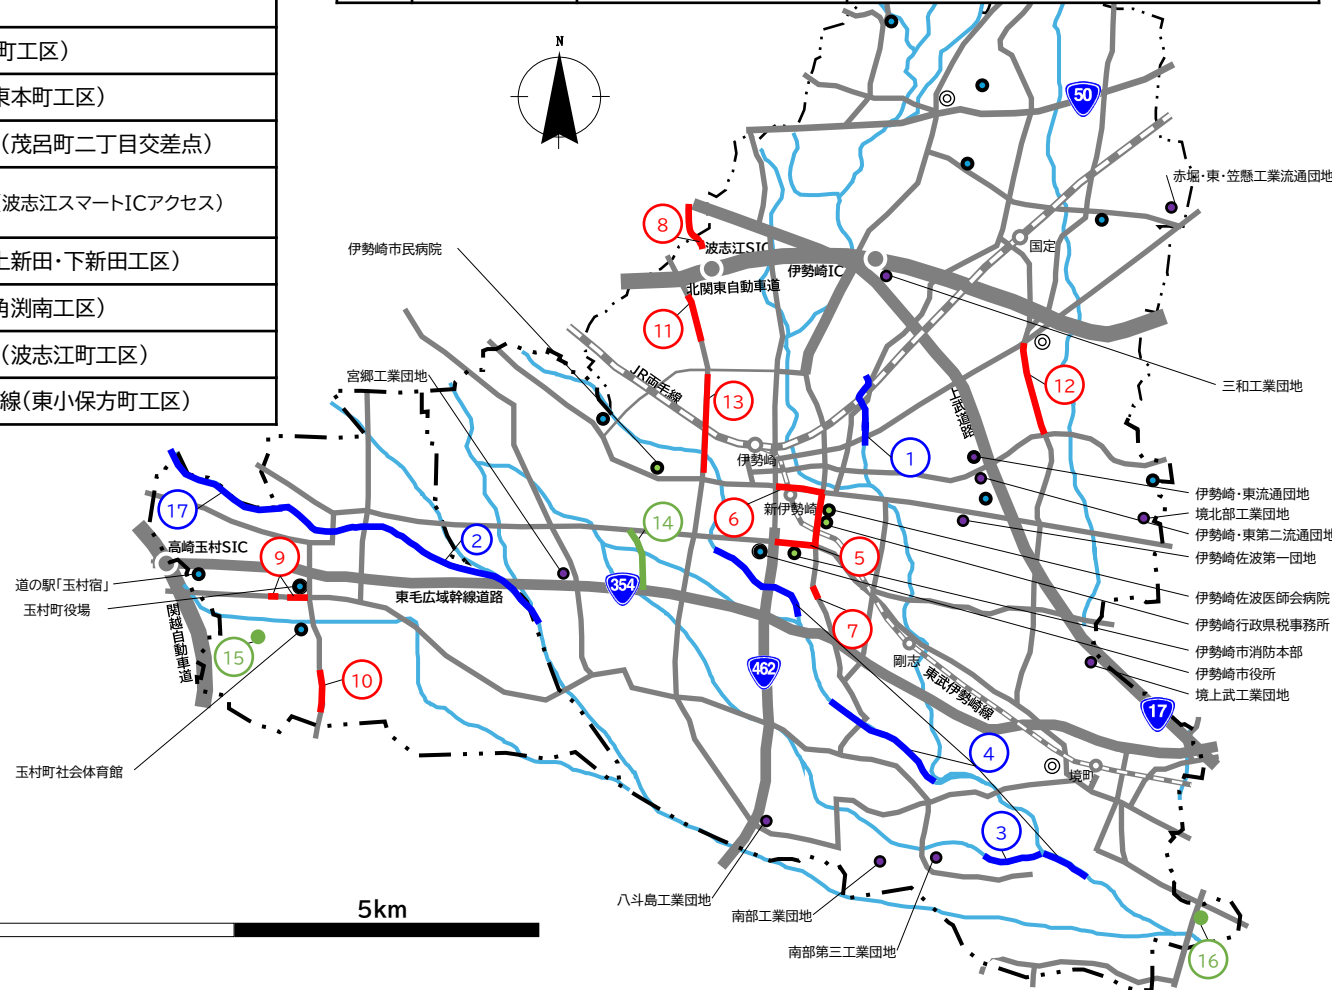 町工区）
東本町工区）
（茂呂町二丁目交差点）
波志江スマートICアクセス）
上新田・下新田工区）
角渕南工区）
（波志江町工区）
線（東小保方町工区）
N
50
赤堀・東・笠懸工業流通団地
8
波志江SIC
国定
伊勢崎市民病院
伊勢崎IC
北関東自動車道
11
三和工業団地
宮郷工業団地
JR両毛線
12
13
上武道路
伊勢崎
1
17
伊勢崎・東流通団地
境北部工業団地
伊勢崎・東第二流通団地
伊勢崎佐波第一団地
6
新伊勢崎
14
2
高崎玉村SIC
9
5
道の駅「玉村宿」
354
東毛広域幹線道路
玉村町役場
伊勢崎佐波医師会病院
伊勢崎行政県税事務所
伊勢崎市消防本部
伊勢崎市役所
境上武工業団地
7
関越自動車道
15
剛志
462
東武伊勢崎線
10
17
4
玉村町社会体育館
境町
3
八斗島工業団地
5km
南部工業団地
南部第三工業団地
16